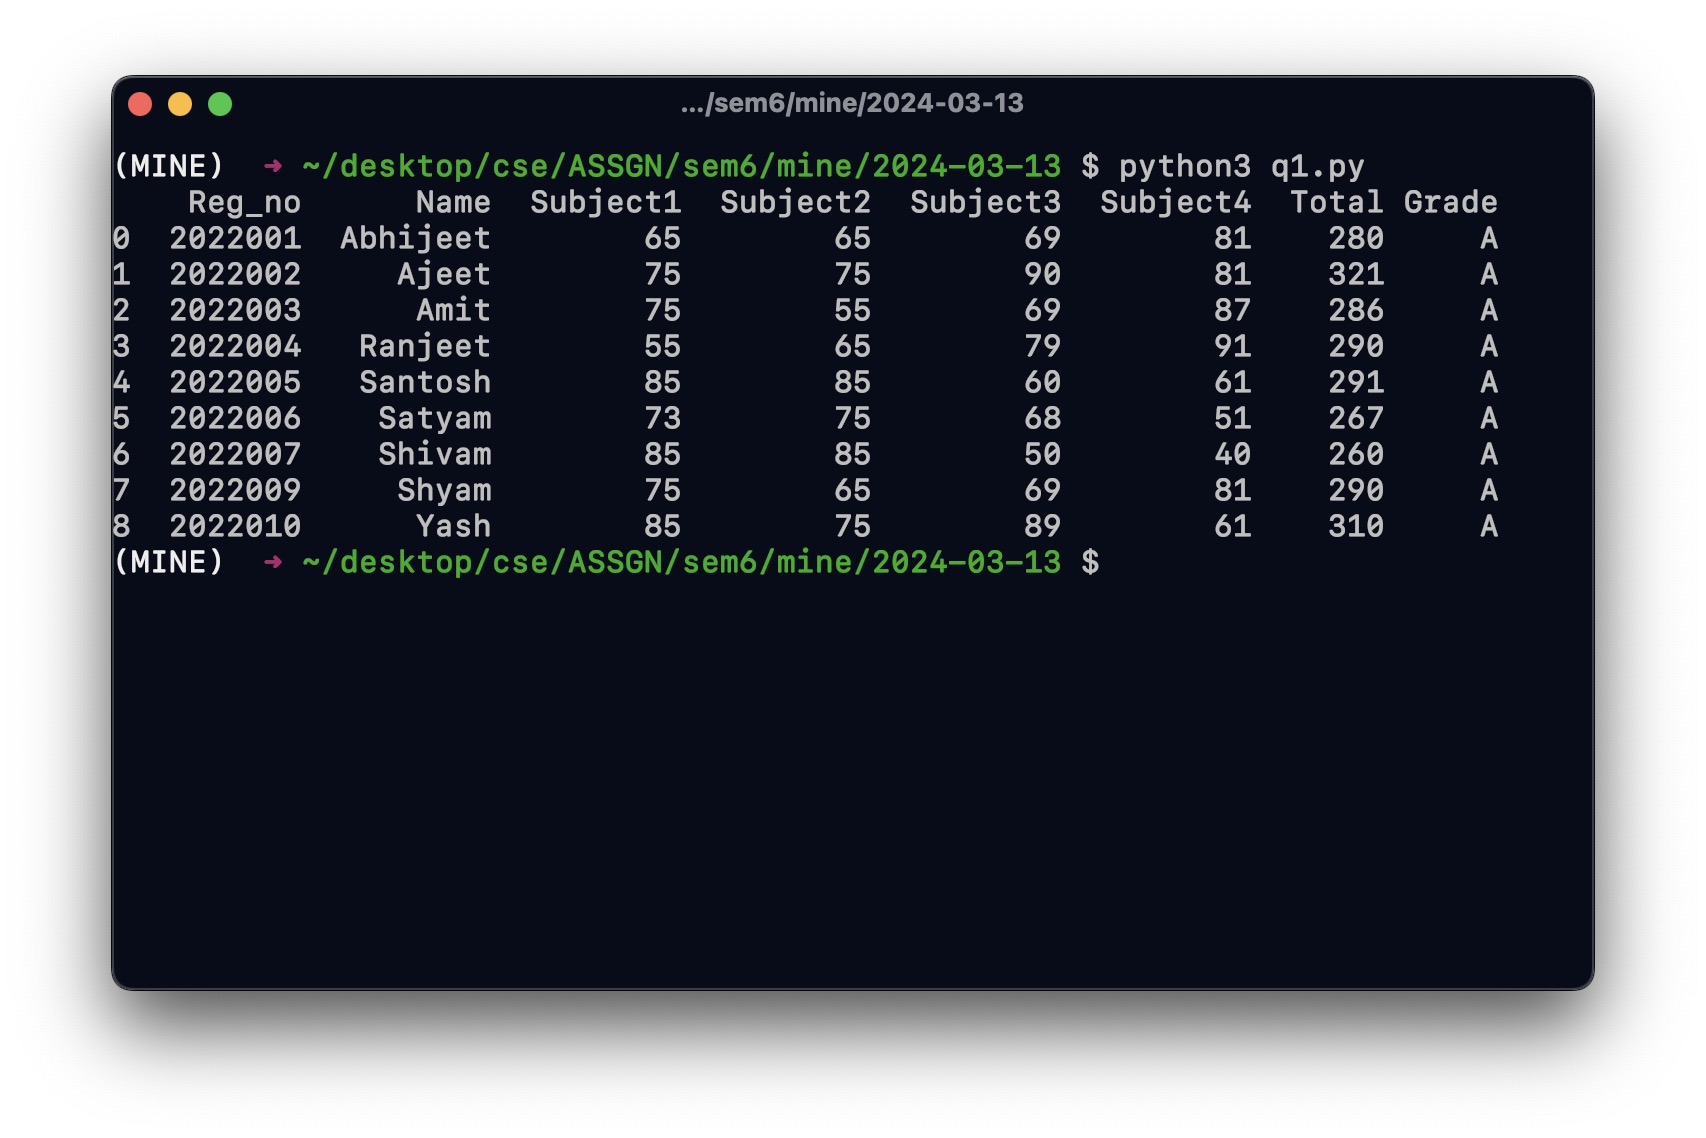 .../sem6/mine/2024-03-13
(MINE) ➜ ~/desktop/cse/ASSGN/sem6/mine/2024-03-13 $ python3 q1.py
Reg_no Name Subject1 Subject2 Subject3 Subject4 Total Grade
0 2022001 Abhijeet 65 65 69 81 280 A
1 2022002 Ajeet 75 75 90 81 321 A
2 2022003 Amit 75 55 69 87 286 A
3 2022004 Ranjeet 55 65 79 91 290 A
4 2022005 Santosh 85 85 60 61 291 A
5 2022006 Satyam 73 75 68 51 267 A
6 2022007 Shivam 85 85 50 40 260 A
7 2022009 Shyam 75 65 69 81 290 A
8 2022010 Yash 85 75 89 61 310 A
(MINE) ➜ ~/desktop/cse/ASSGN/sem6/mine/2024-03-13 $